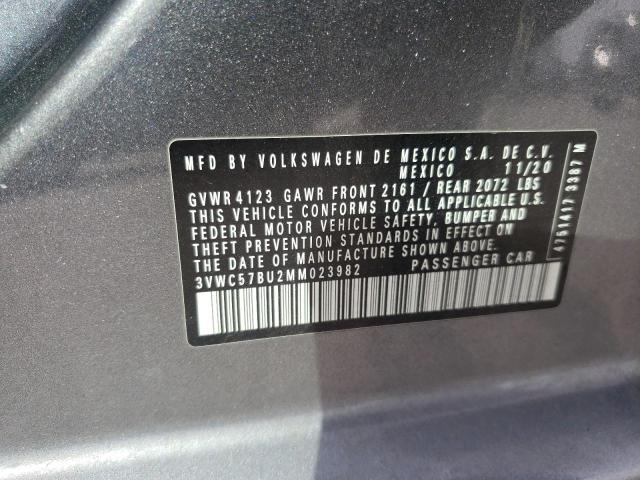 MFD BY VOLKSWAGEN DE MEXICO S.A. DE C.V.
MEXICO 11/20
GVWR 4123 GAWR FRONT 2161 / REAR 2072 LBS
THIS VEHICLE CONFORMS TO ALL APPLICABLE U.S.
FEDERAL MOTOR VEHICLE SAFETY, BUMPER AND
THEFT PREVENTION STANDARDS IN EFFECT ON
THE DATE OF MANUFACTURE SHOWN ABOVE.
3VWC57BU2MM023982 PASSENGER CAR
4751417 3387 M